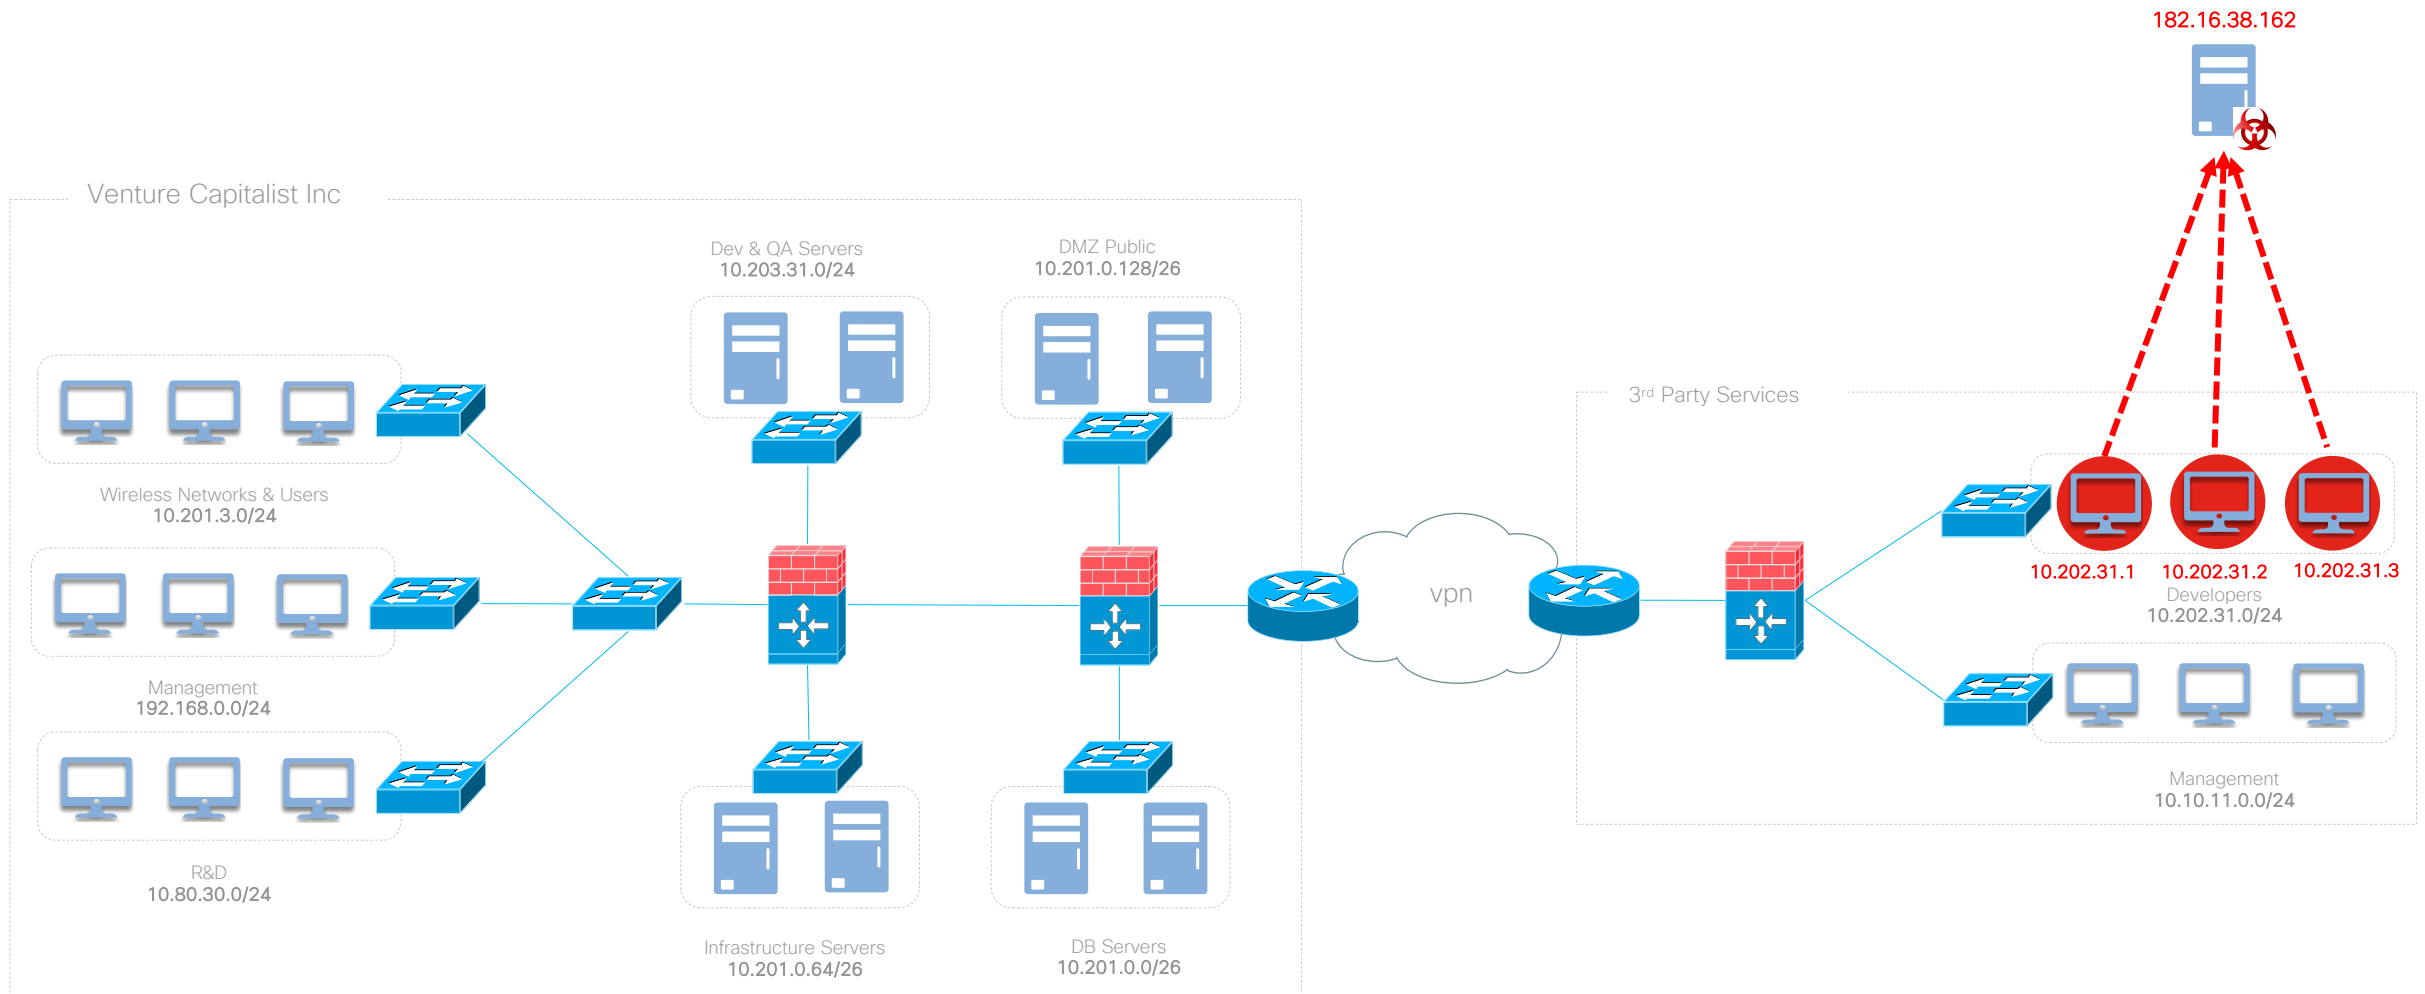 182.16.38.162
Venture Capitalist Inc
Dev & QA Servers
10.203.31.0/24
DMZ Public
10.201.0.128/26
3rd Party Services
Wireless Networks & Users
10.201.3.0/24
vpn
10.202.31.1
10.202.31.2
10.202.31.3
Developers
10.202.31.0/24
Management
192.168.0.0/24
Management
10.10.11.0.0/24
R&D
10.80.30.0/24
Infrastructure Servers
10.201.0.64/26
DB Servers
10.201.0.0/26